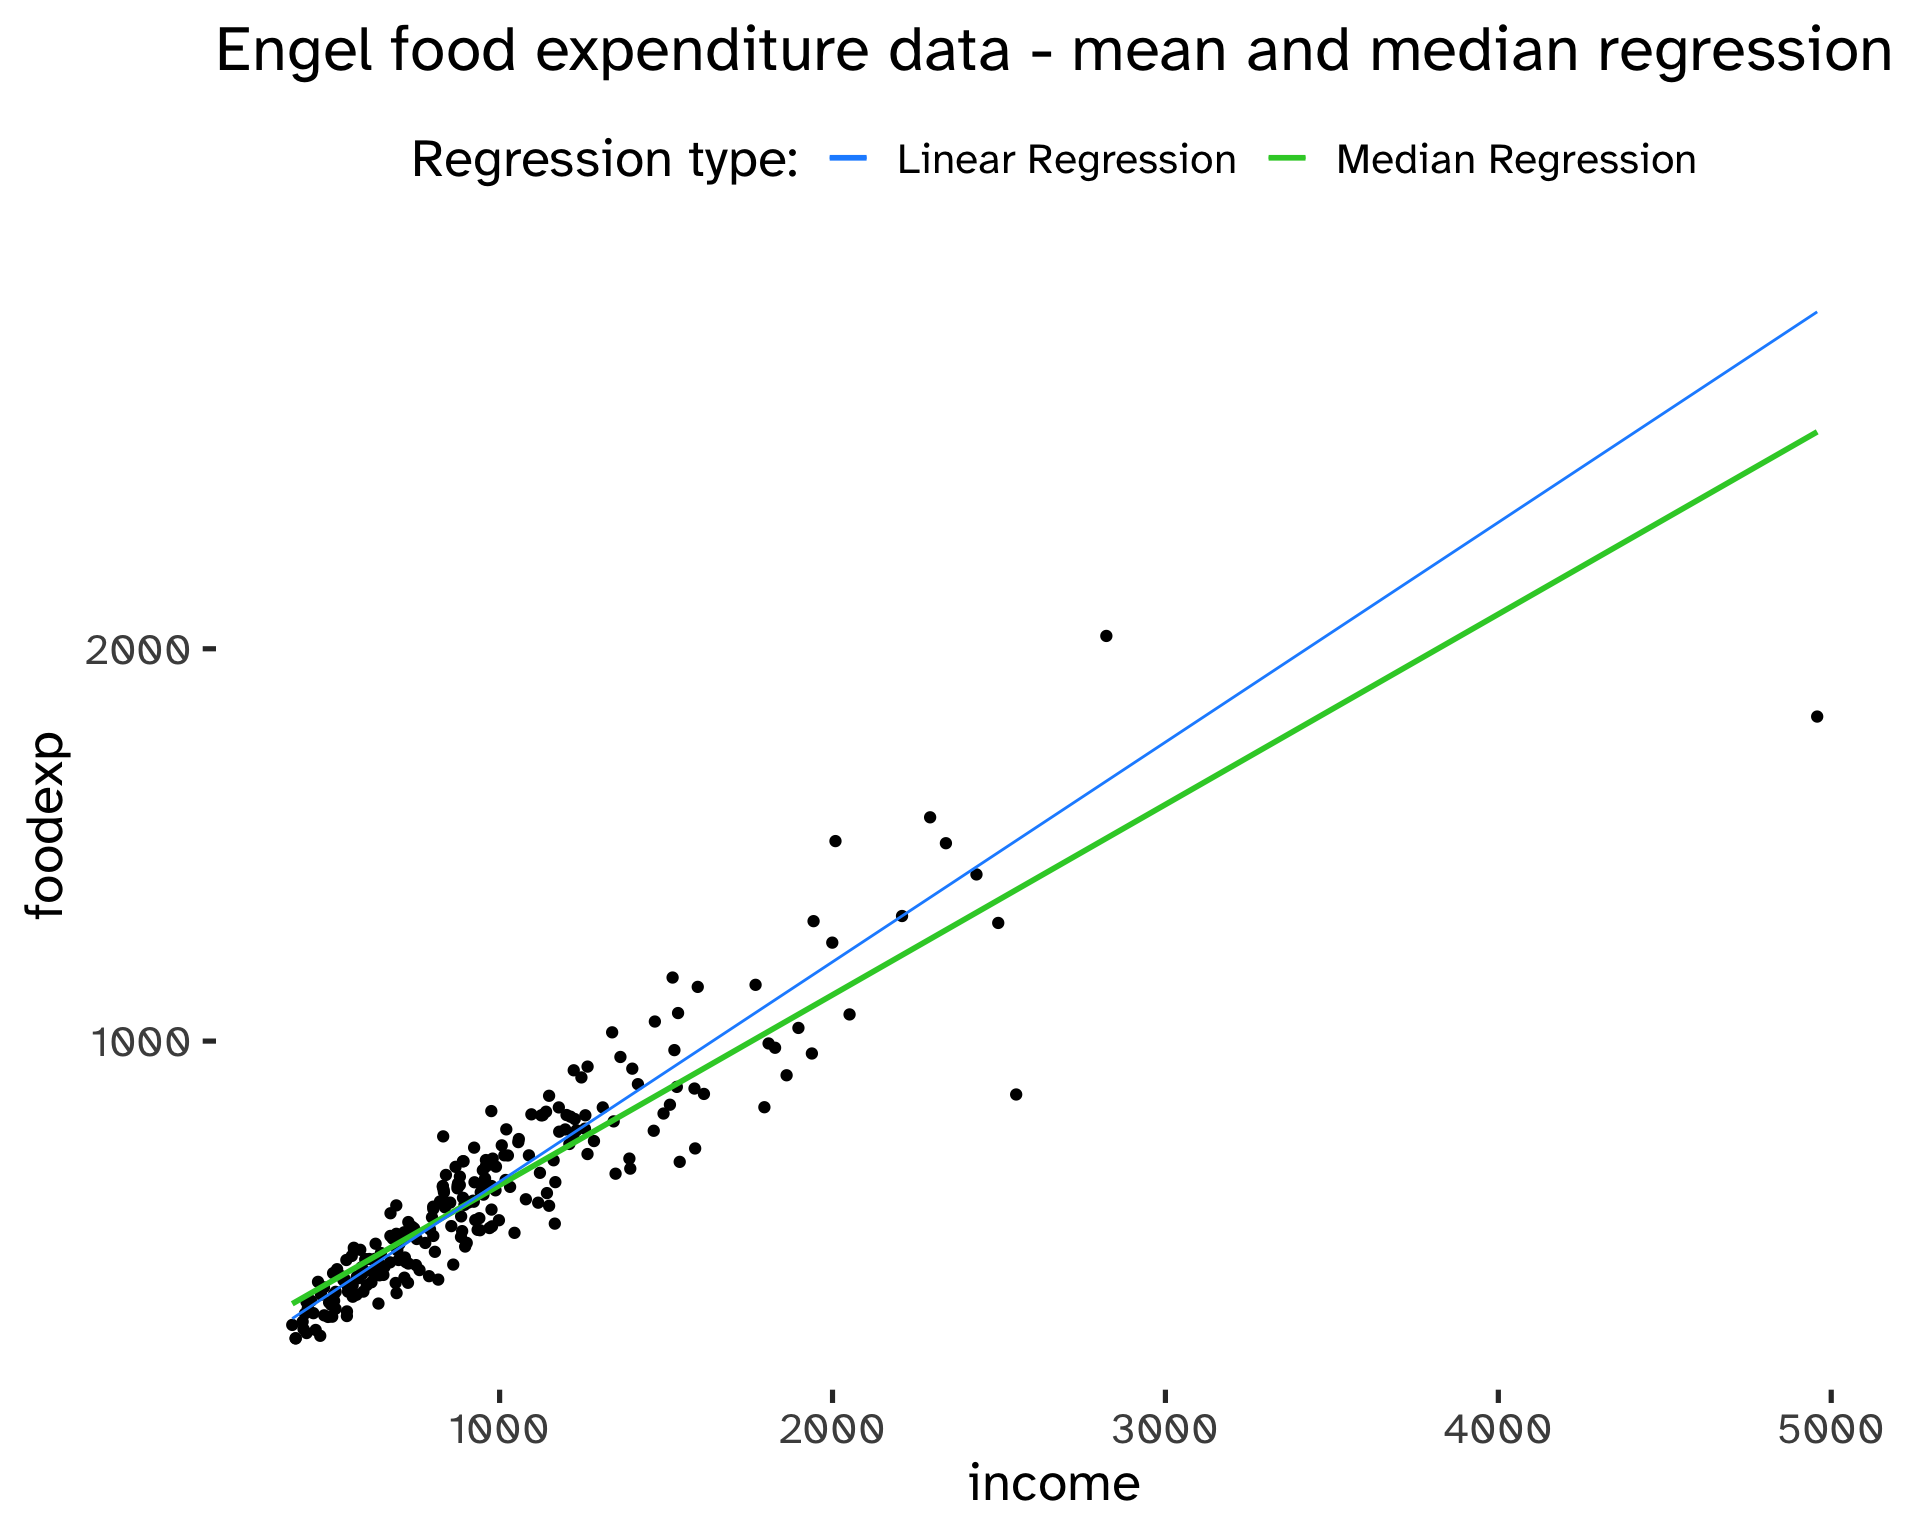 Engel food expenditure data - mean and median regression
Regression type: Linear Regression Median Regression
2000
1000
foodexp
1000 2000 3000 4000 5000
income